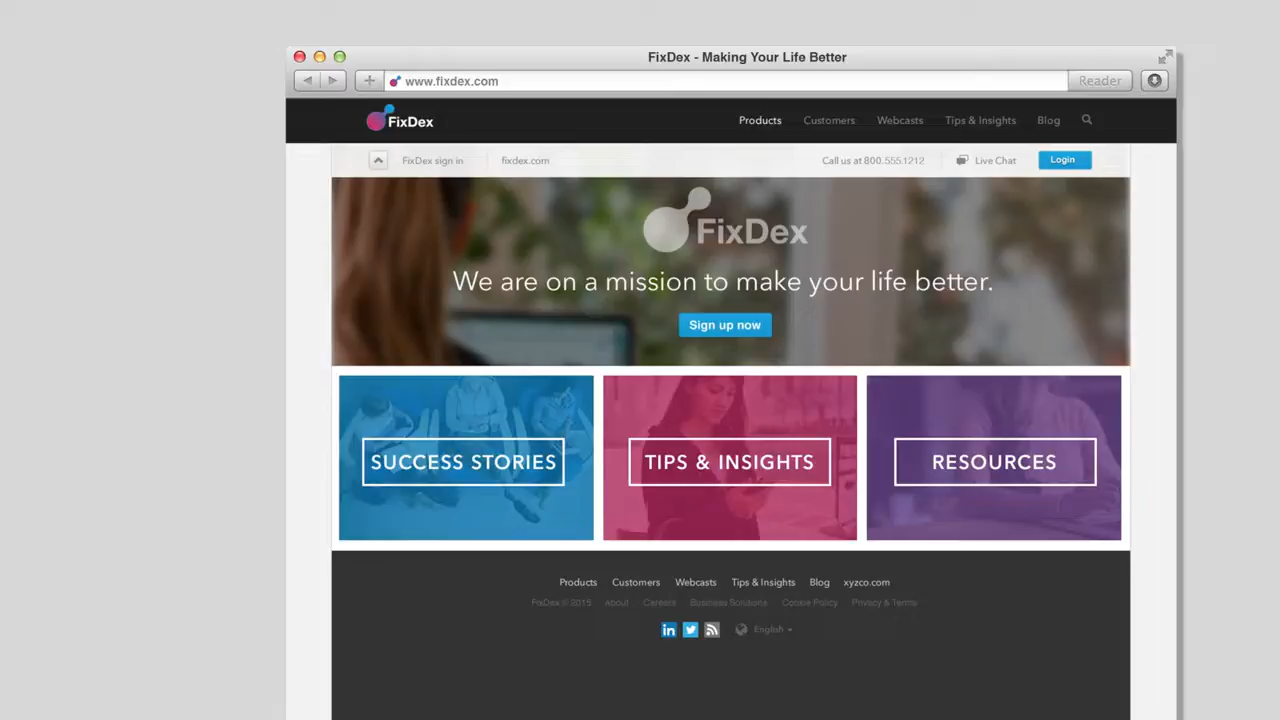 FixDex - Making Your Life Better
www.fixdex.com
Reader
FixDex
Products Customers Webcasts Tips & Insights Blog
FixDex sign in fixdex.com Call us at 800.555.1212 Live Chat Login
FixDex
We are on a mission to make your life better.
Sign up now
SUCCESS STORIES
TIPS & INSIGHTS
RESOURCES
Products Customers Webcasts Tips & Insights Blog xyzco.com
FixDex © 2015 About Careers Business Solutions Cookie Policy Privacy & Terms
in
English